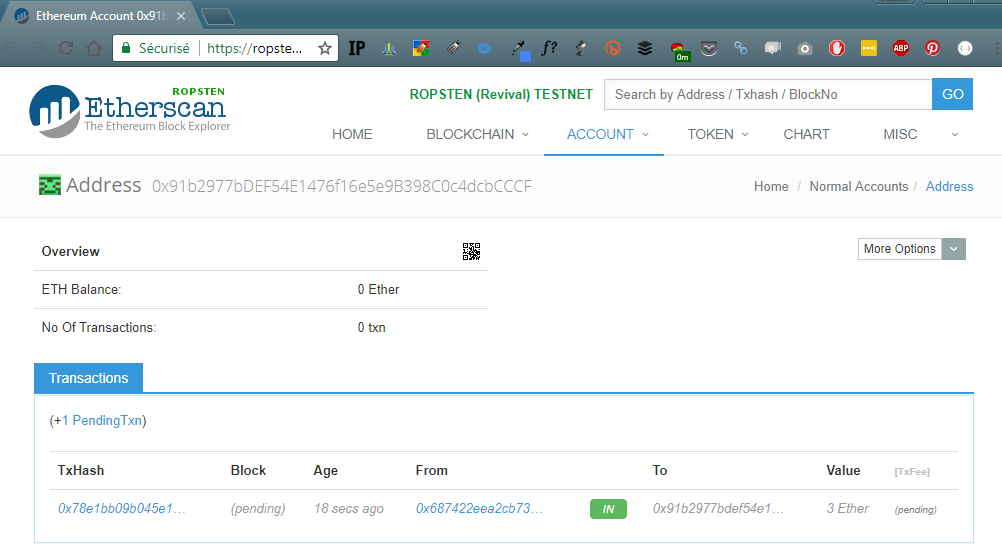 Ethereum Account 0x91b
Sécurisé https://ropste...
IP f? 0m ABP
ROPSTEN
Etherscan
The Ethereum Block Explorer
ROPSTEN (Revival) TESTNET Search by Address / Txhash / BlockNo GO
HOME BLOCKCHAIN ACCOUNT TOKEN CHART MISC
Address 0x91b2977bDEF54E1476f16e5e9B398C0c4dcbCCCF Home / Normal Accounts / Address
Overview
More Options
ETH Balance: 0 Ether
No Of Transactions: 0 txn
Transactions
(+1 PendingTxn)
TxHash Block Age From To Value [TxFee]
0x78e1bb09b045e1... (pending) 18 secs ago 0x687422eea2cb73... IN 0x91b2977bdef54e1... 3 Ether (pending)